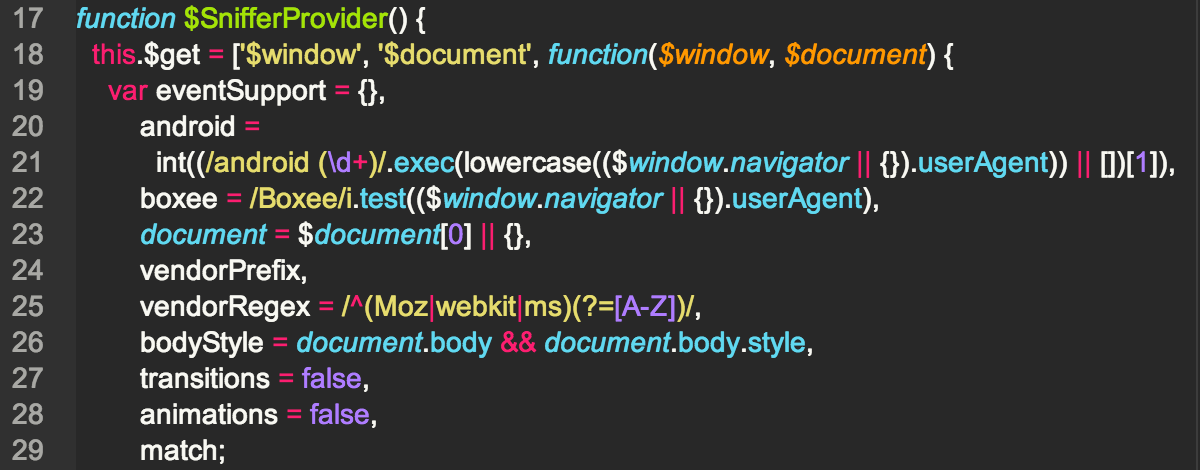 17 function $SnifferProvider() {
18 this.$get = ['$window', '$document', function($window, $document) {
19 var eventSupport = {},
20 android =
21 int((/android (\d+)/.exec(lowercase(($window.navigator || {}).userAgent)) || [])[1]),
22 boxee = /Boxee/i.test(($window.navigator || {}).userAgent),
23 document = $document[0] || {},
24 vendorPrefix,
25 vendorRegex = /^(Moz|webkit|ms)(?=[A-Z])/,
26 bodyStyle = document.body && document.body.style,
27 transitions = false,
28 animations = false,
29 match;